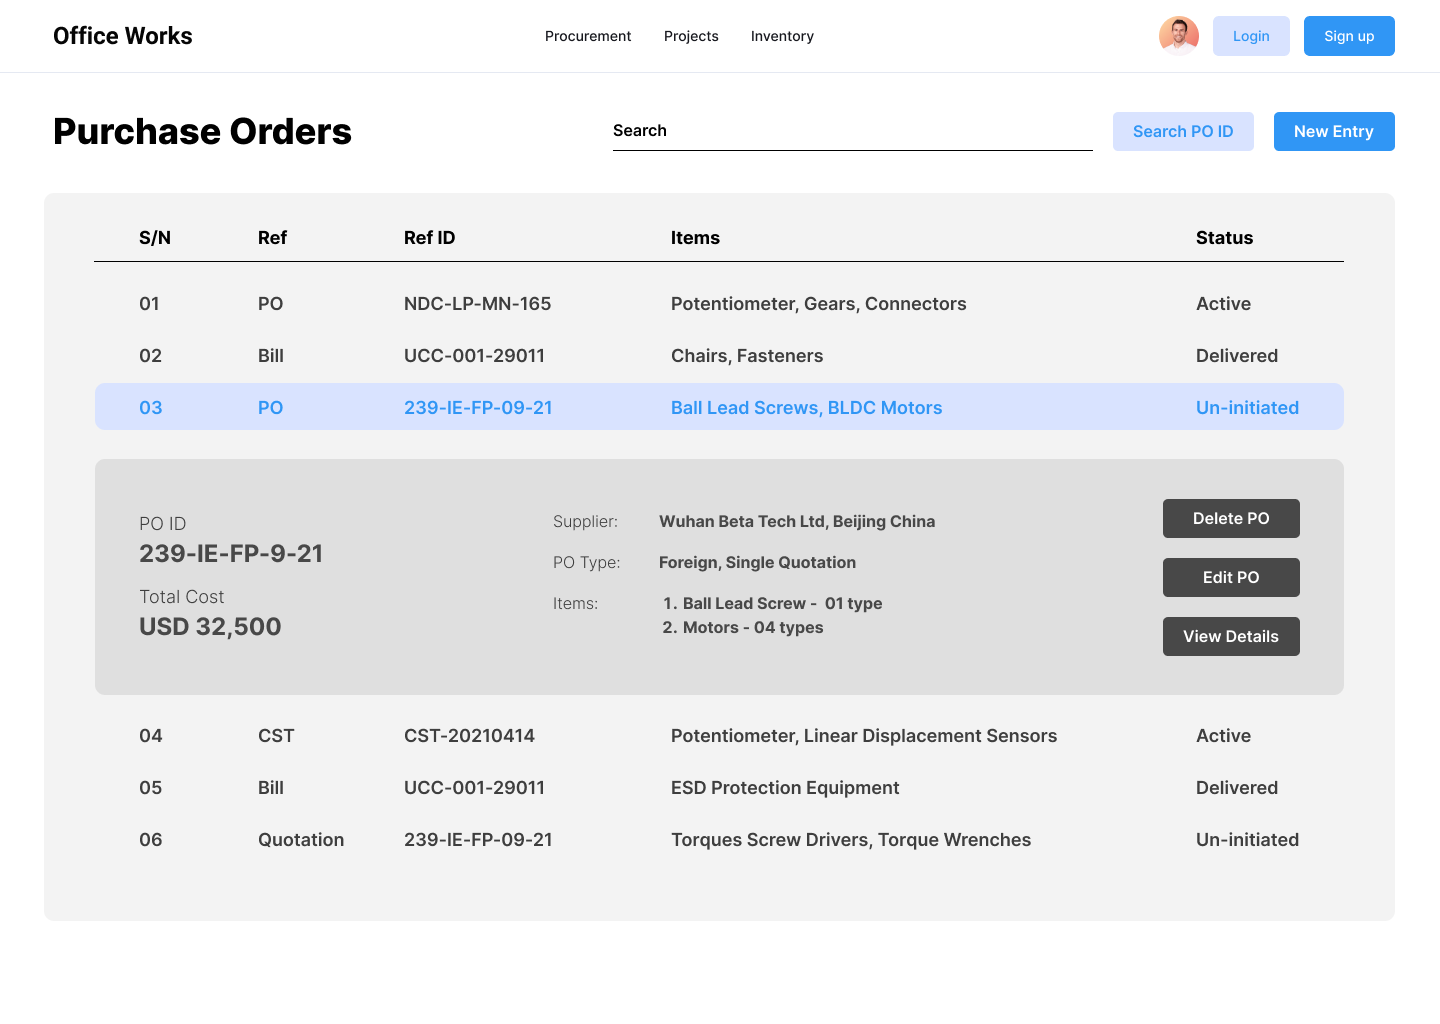 Office Works
Procurement Projects Inventory
Login Sign up
Purchase Orders
Search
Search PO ID New Entry
S/N Ref Ref ID Items Status
01 PO NDC-LP-MN-165 Potentiometer, Gears, Connectors Active
02 Bill UCC-001-29011 Chairs, Fasteners Delivered
03 PO 239-IE-FP-09-21 Ball Lead Screws, BLDC Motors Un-initiated
PO ID
239-IE-FP-9-21
Total Cost
USD 32,500
Supplier: Wuhan Beta Tech Ltd, Beijing China
PO Type: Foreign, Single Quotation
Items: 1. Ball Lead Screw - 01 type
2. Motors - 04 types
Delete PO
Edit PO
View Details
04 CST CST-20210414 Potentiometer, Linear Displacement Sensors Active
05 Bill UCC-001-29011 ESD Protection Equipment Delivered
06 Quotation 239-IE-FP-09-21 Torques Screw Drivers, Torque Wrenches Un-initiated